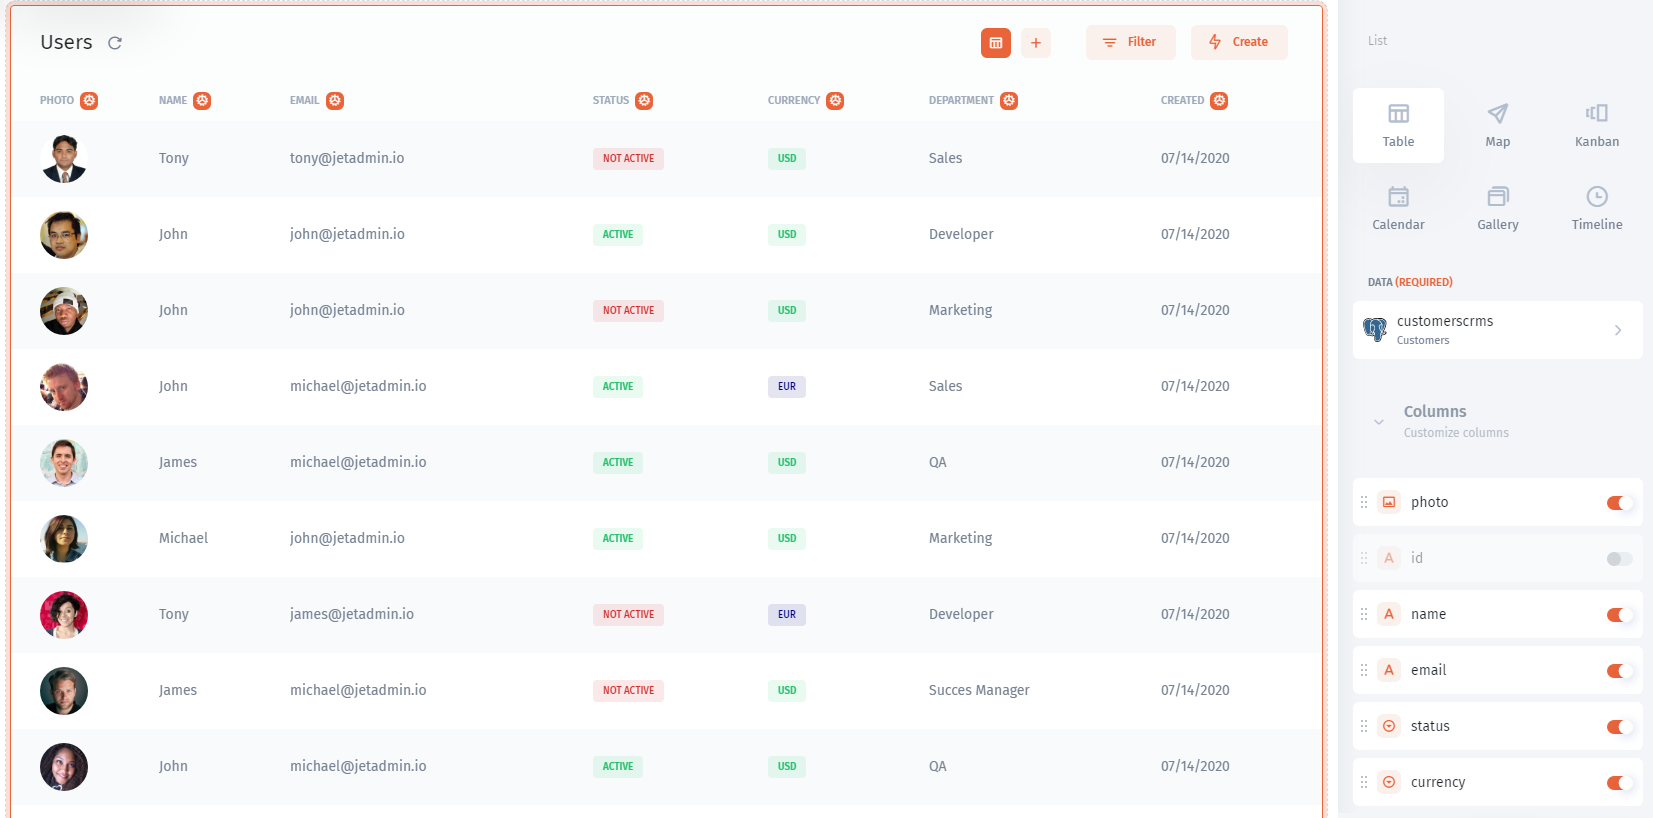 Users
Filter
Create
PHOTO NAME EMAIL STATUS CURRENCY DEPARTMENT CREATED
Tony tony@jetadmin.io NOT ACTIVE USD Sales 07/14/2020
John john@jetadmin.io ACTIVE USD Developer 07/14/2020
John john@jetadmin.io NOT ACTIVE USD Marketing 07/14/2020
John michael@jetadmin.io ACTIVE EUR Sales 07/14/2020
James michael@jetadmin.io ACTIVE USD QA 07/14/2020
Michael john@jetadmin.io ACTIVE USD Marketing 07/14/2020
Tony james@jetadmin.io NOT ACTIVE EUR Developer 07/14/2020
James michael@jetadmin.io NOT ACTIVE USD Succes Manager 07/14/2020
John michael@jetadmin.io ACTIVE USD QA 07/14/2020
List
Table Map Kanban
Calendar Gallery Timeline
DATA (REQUIRED)
customerscrms
Customers
Columns
Customize columns
photo
A id
A name
A email
status
currency